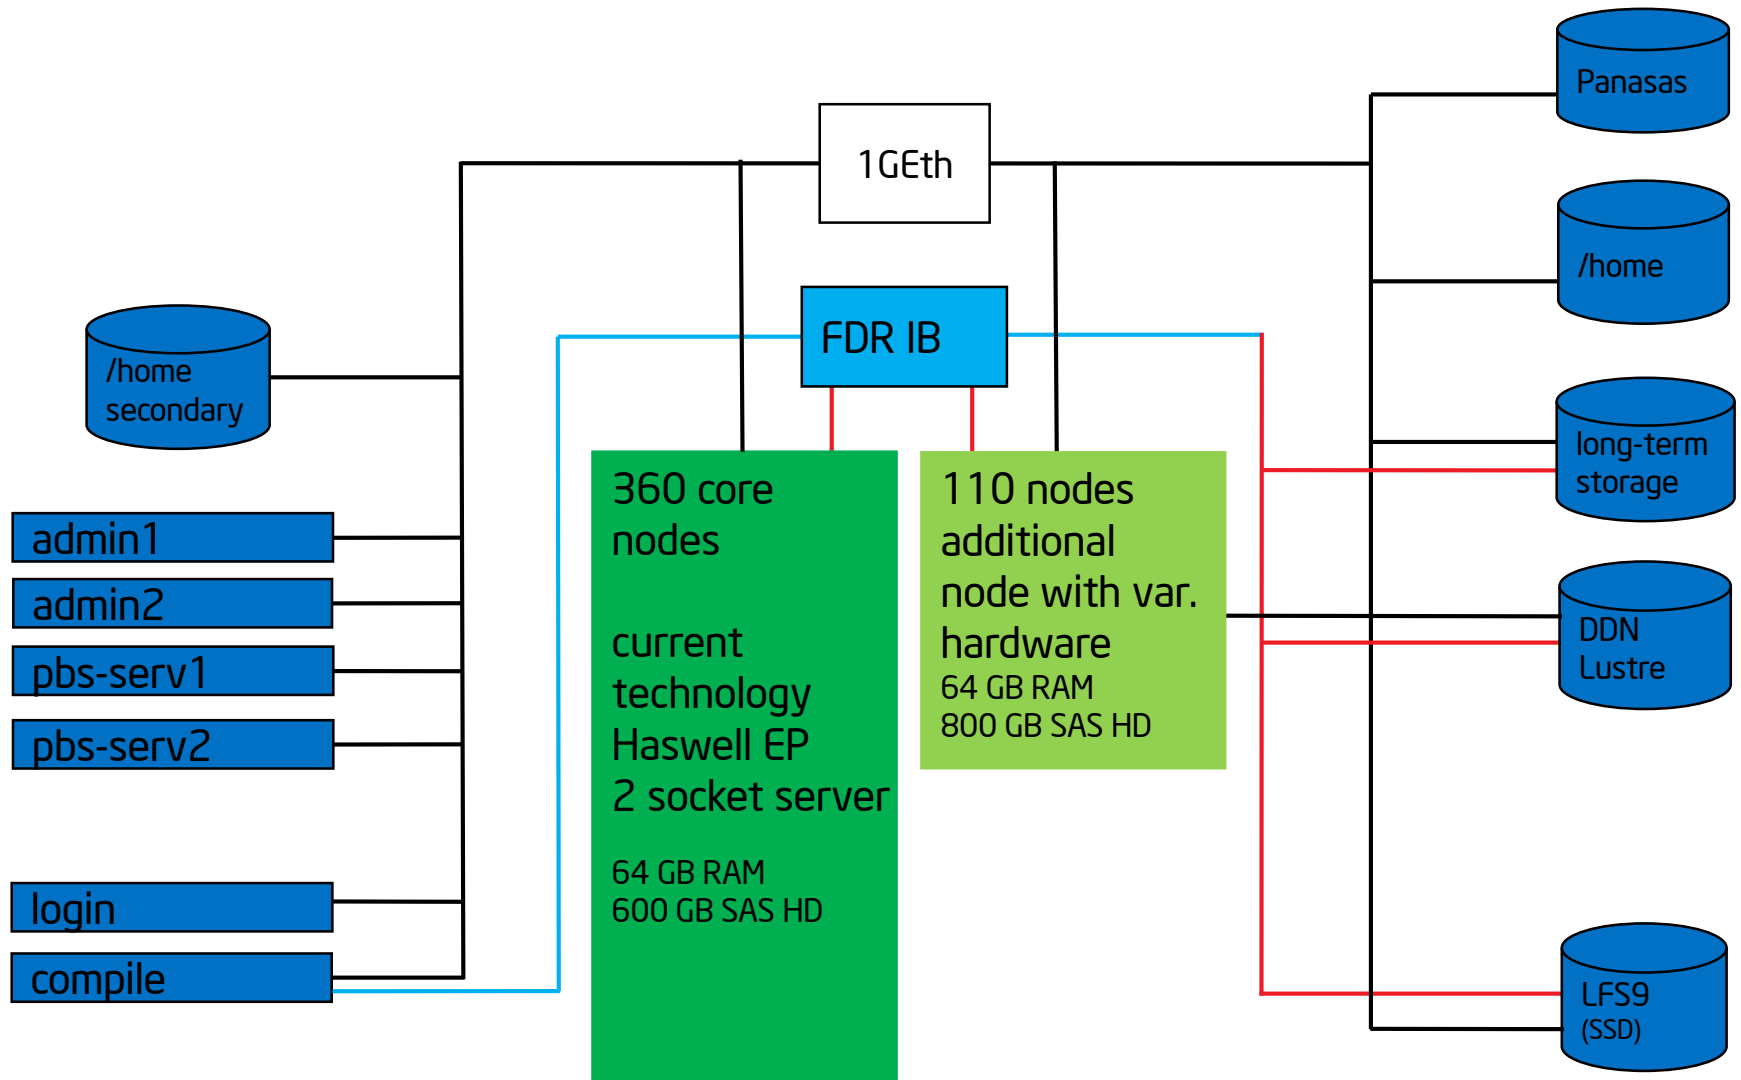 Panasas
1GEth
/home
FDR IB
/home
secondary
long-term
storage
360 core
nodes
current
technology
Haswell EP
2 socket server
64 GB RAM
600 GB SAS HD
110 nodes
additional
node with var.
hardware
64 GB RAM
800 GB SAS HD
admin1
admin2
pbs-serv1
pbs-serv2
login
compile
DDN
Lustre
LFS9
(SSD)